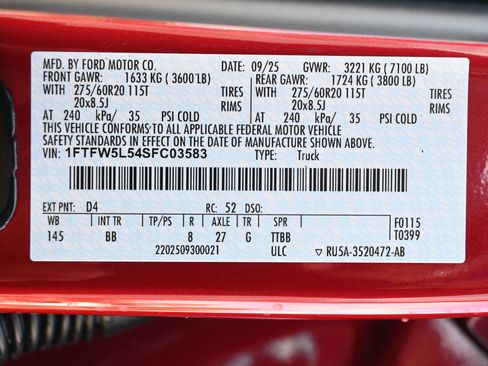 MFD. BY FORD MOTOR CO. DATE: 09/25 GVWR: 3221 KG ( 7100 LB)
FRONT GAWR: 1633 KG ( 3600 LB) REAR GAWR: 1724 KG ( 3800 LB)
WITH 275/60R20 115T TIRES WITH 275/60R20 115T TIRES
20x8.5J RIMS 20x8.5J RIMS
AT 240 kPa/ 35 PSI COLD AT 240 kPa/ 35 PSI COLD
THIS VEHICLE CONFORMS TO ALL APPLICABLE FEDERAL MOTOR VEHICLE
SAFETY STANDARDS IN EFFECT ON THE DATE OF MANUFACTURE SHOWN ABOVE.
VIN: 1FTFW5L54SFC03583 TYPE: Truck
EXT PNT: D4 RC: 52 DSO:
WB INT TR TP/PS R AXLE TR SPR F0115
145 BB 8 27 G TTBB T0399
2202509300021 ULC RU5A-3520472-AB